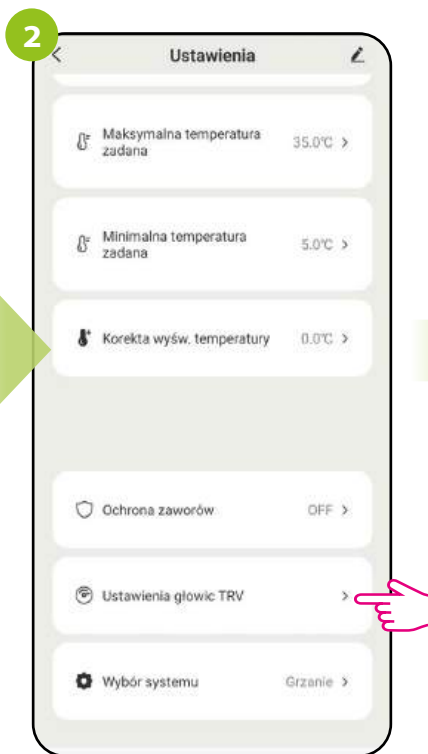 2
Ustawienia
Maksymalna temperatura
zadana
35.0°C
Minimalna temperatura
zadana
5.0°C
Korekta wyśw. temperatury
0.0°C
Ochrona zaworów
OFF
Ustawienia głowic TRV
Wybór systemu
Grzanie